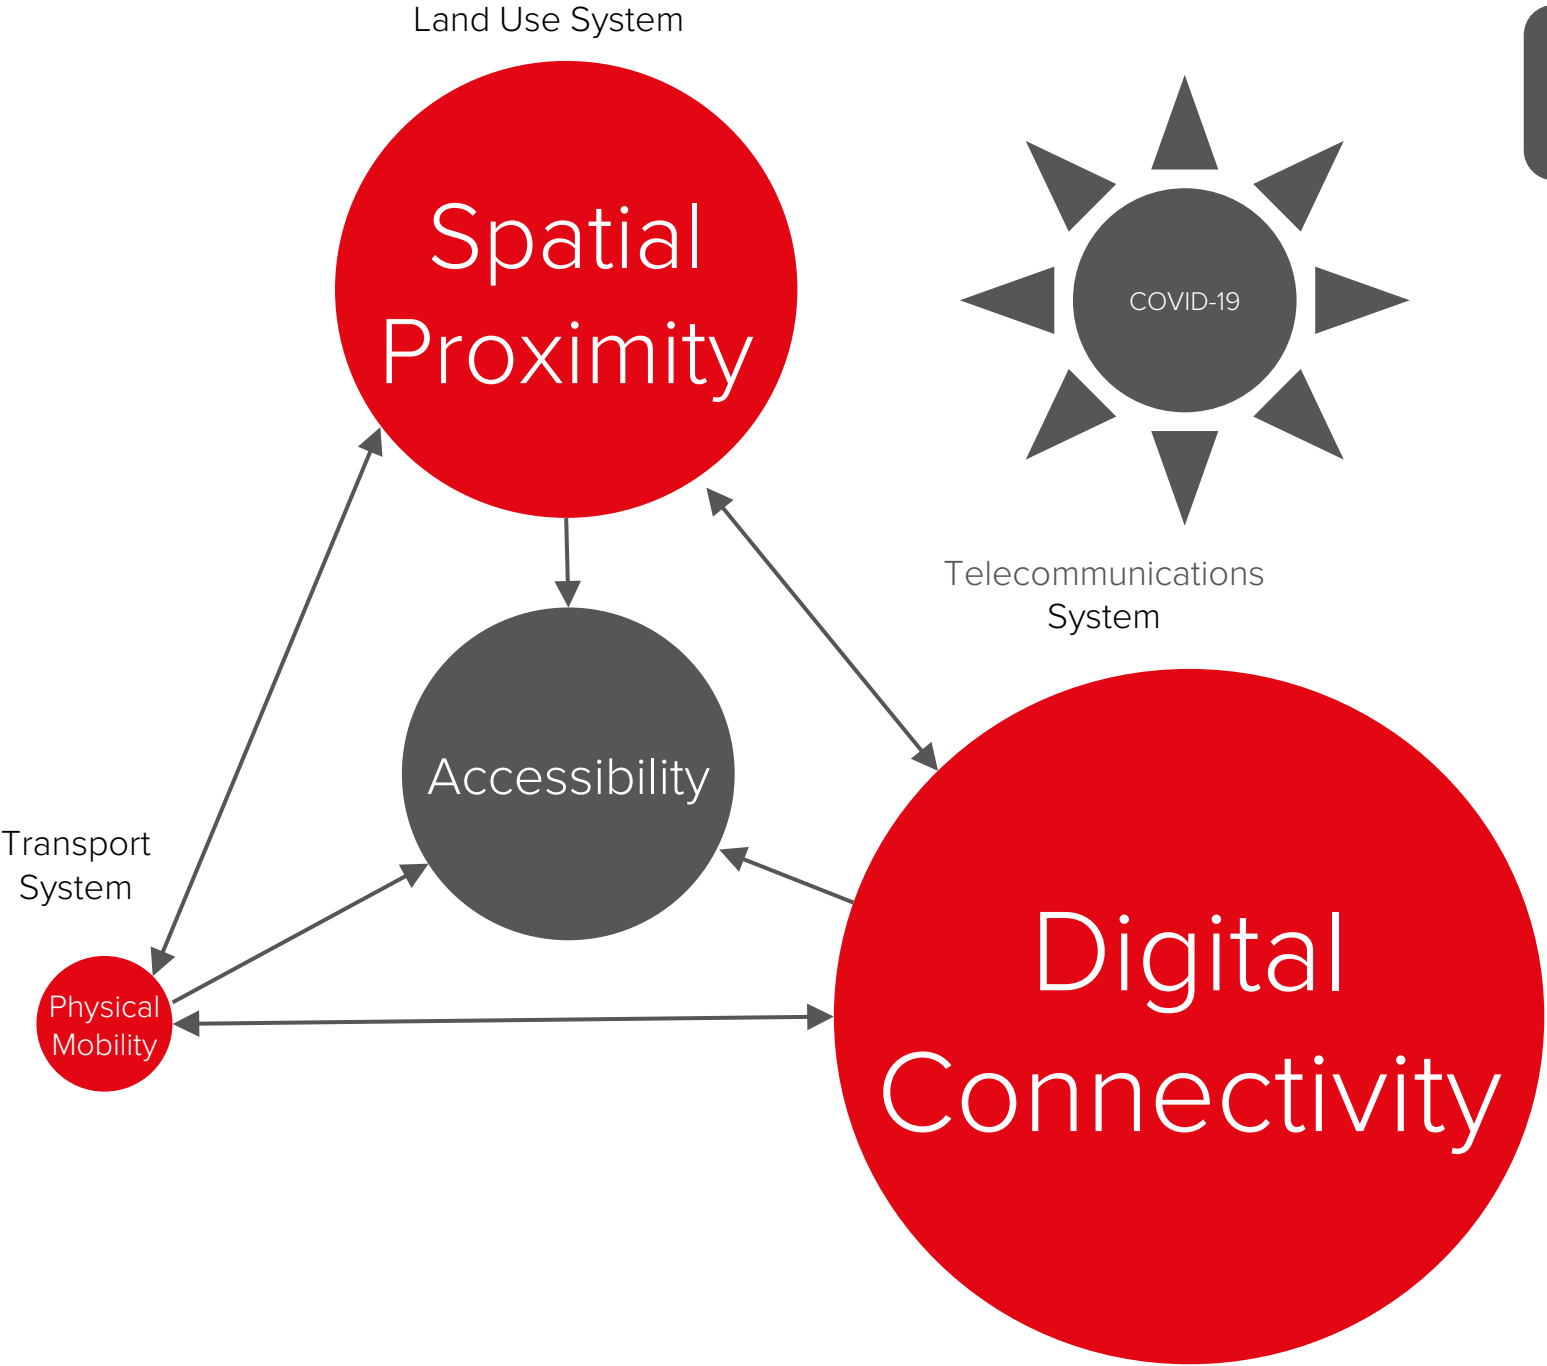 Land Use System
Spatial
Proximity
COVID-19
Telecommunications
System
Accessibility
Transport
System
Physical
Mobility
Digital
Connectivity